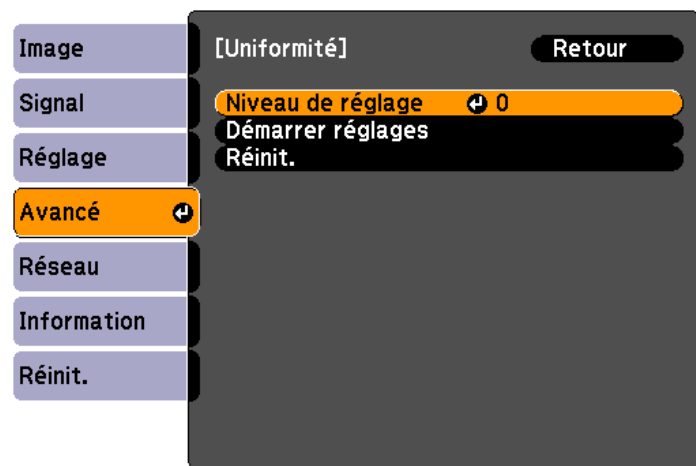 Image
Signal
Réglage
Avancé
Réseau
Information
Réinit.
[Uniformité] Retour
Niveau de réglage 0
Démarrer réglages
Réinit.